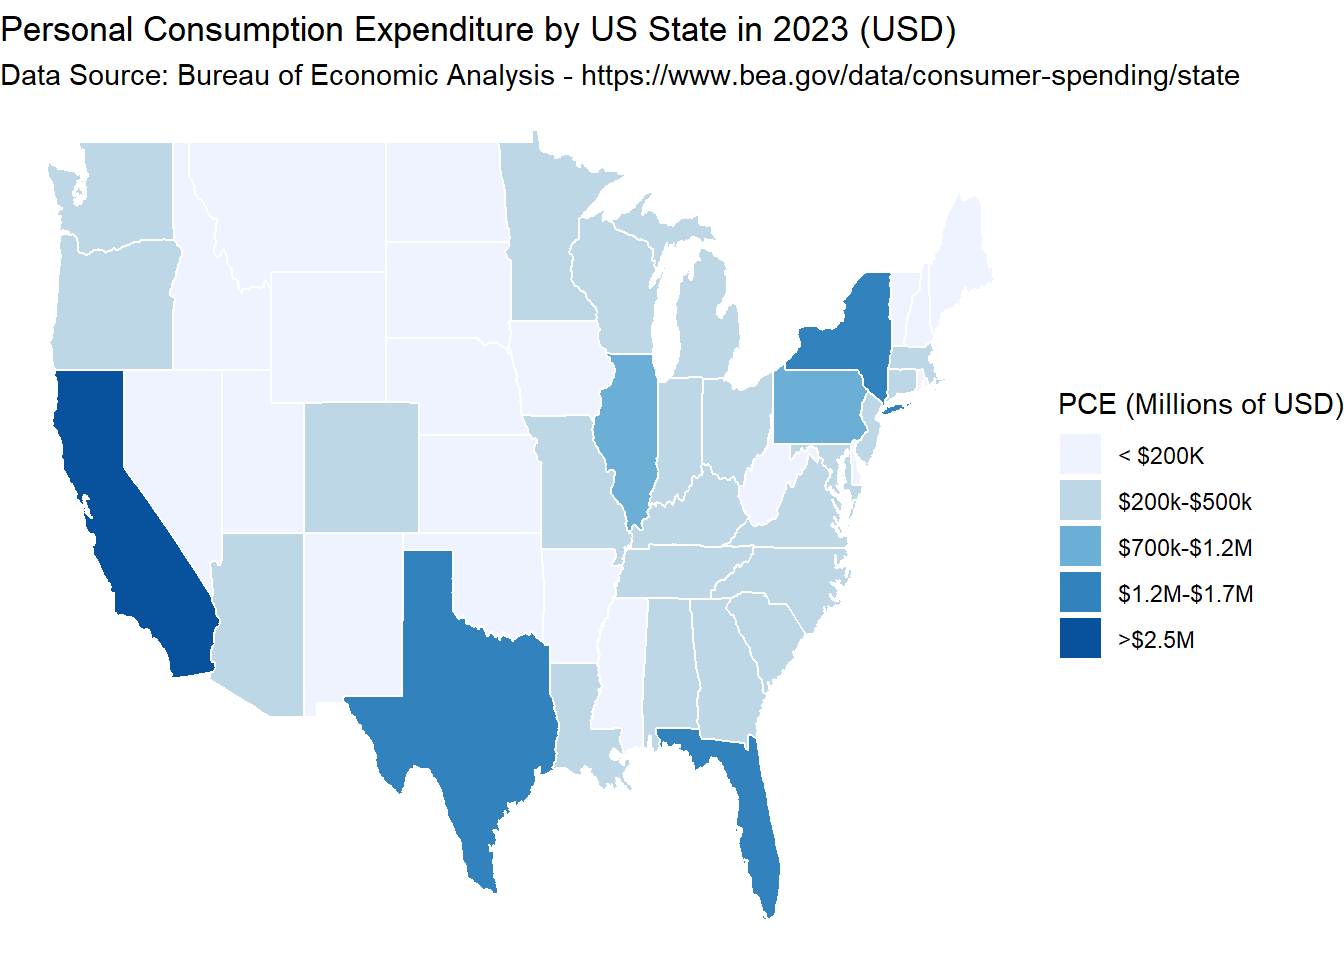 Personal Consumption Expenditure by US State in 2023 (USD)
Data Source: Bureau of Economic Analysis - https://www.bea.gov/data/consumer-spending/state
PCE (Millions of USD)
< $200K
$200k-$500k
$700k-$1.2M
$1.2M-$1.7M
>$2.5M